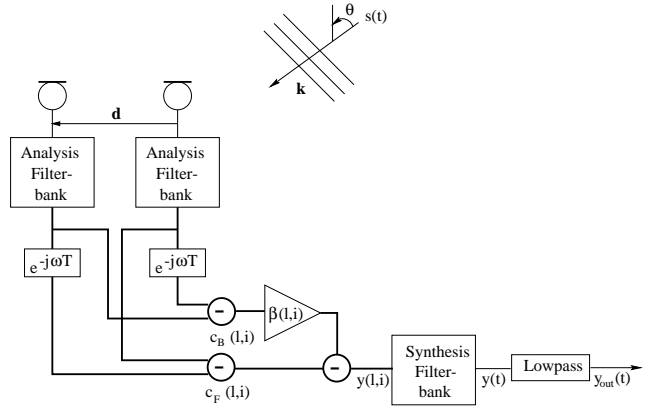 θ
s(t)
k
d
Analysis
Filter-
bank
Analysis
Filter-
bank
e^-jωT
e^-jωT
-
β(l,i)
c_B (l,i)
-
c_F (l,i)
-
y(l,i)
Synthesis
Filter-
bank
y(t)
Lowpass
y_out(t)